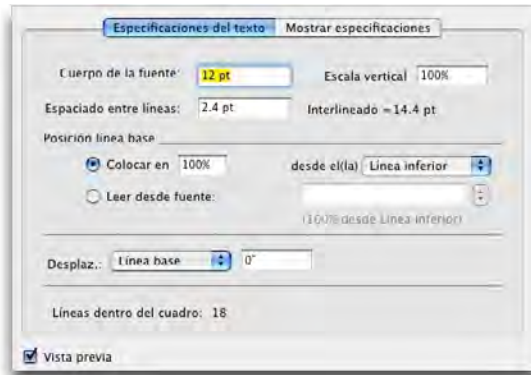 Especificaciones del texto Mostrar especificaciones
Cuerpo de la fuente: 12 pt Escala vertical 100%
Espaciado entre líneas: 2.4 pt Interlineado =14.4 pt
Posición línea base
Colocar en 100% desde el(la) Línea inferior
Leer desde fuente:
(100% desde Línea inferior)
Desplaz.: Línea base 0"
Líneas dentro del cuadro: 18
Vista previa